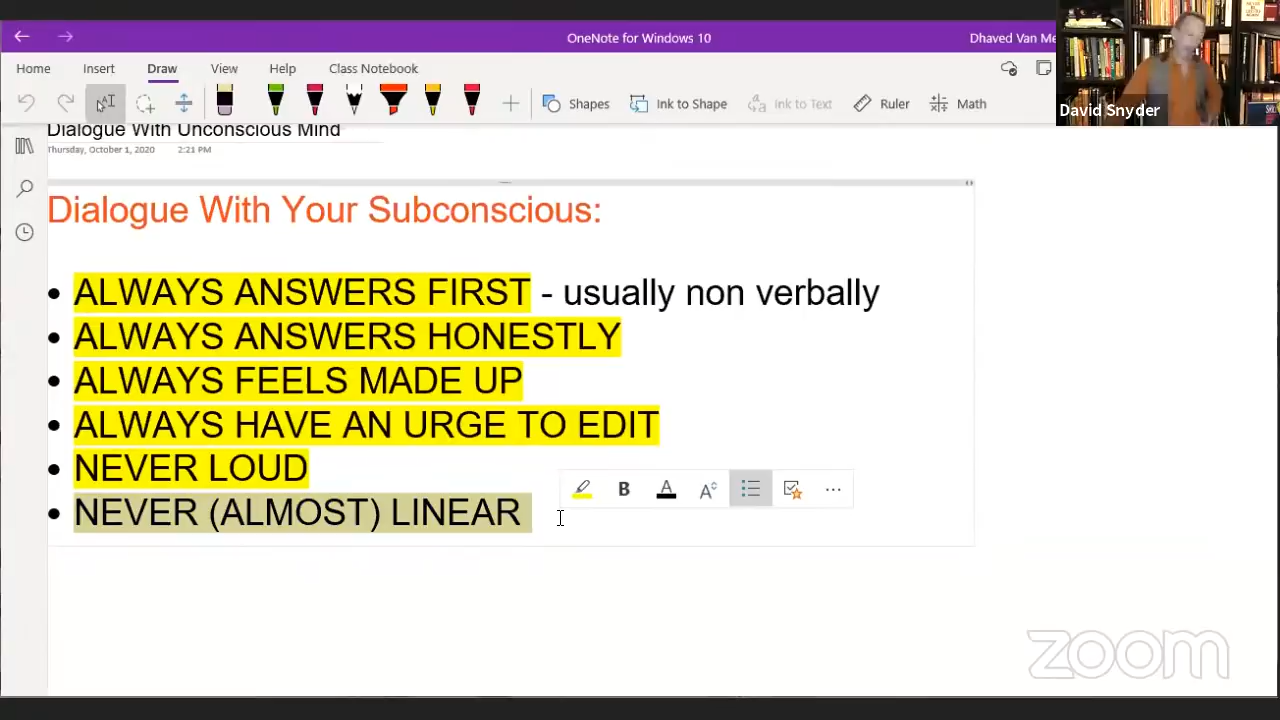 OneNote for Windows 10
Dhaved Van Me
Home
Insert
Draw
View
Help
Class Notebook
Shapes
Ink to Shape
Ink to Text
Ruler
Math
David Snyder
Dialogue With Unconscious Mind
Thursday, October 1, 2020 2:21 PM
Dialogue With Your Subconscious:
• ALWAYS ANSWERS FIRST - usually non verbally
• ALWAYS ANSWERS HONESTLY
• ALWAYS FEELS MADE UP
• ALWAYS HAVE AN URGE TO EDIT
• NEVER LOUD
B A A
• NEVER (ALMOST) LINEAR
zoom